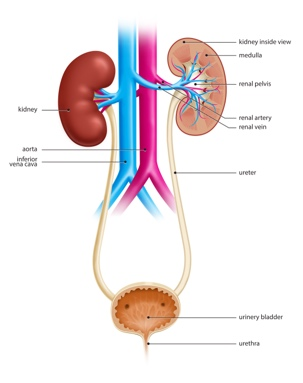 kidney inside view
medulla
renal pelvis
kidney
renal artery
renal vein
aorta
inferior
vena cava
ureter
urinery bladder
urethra